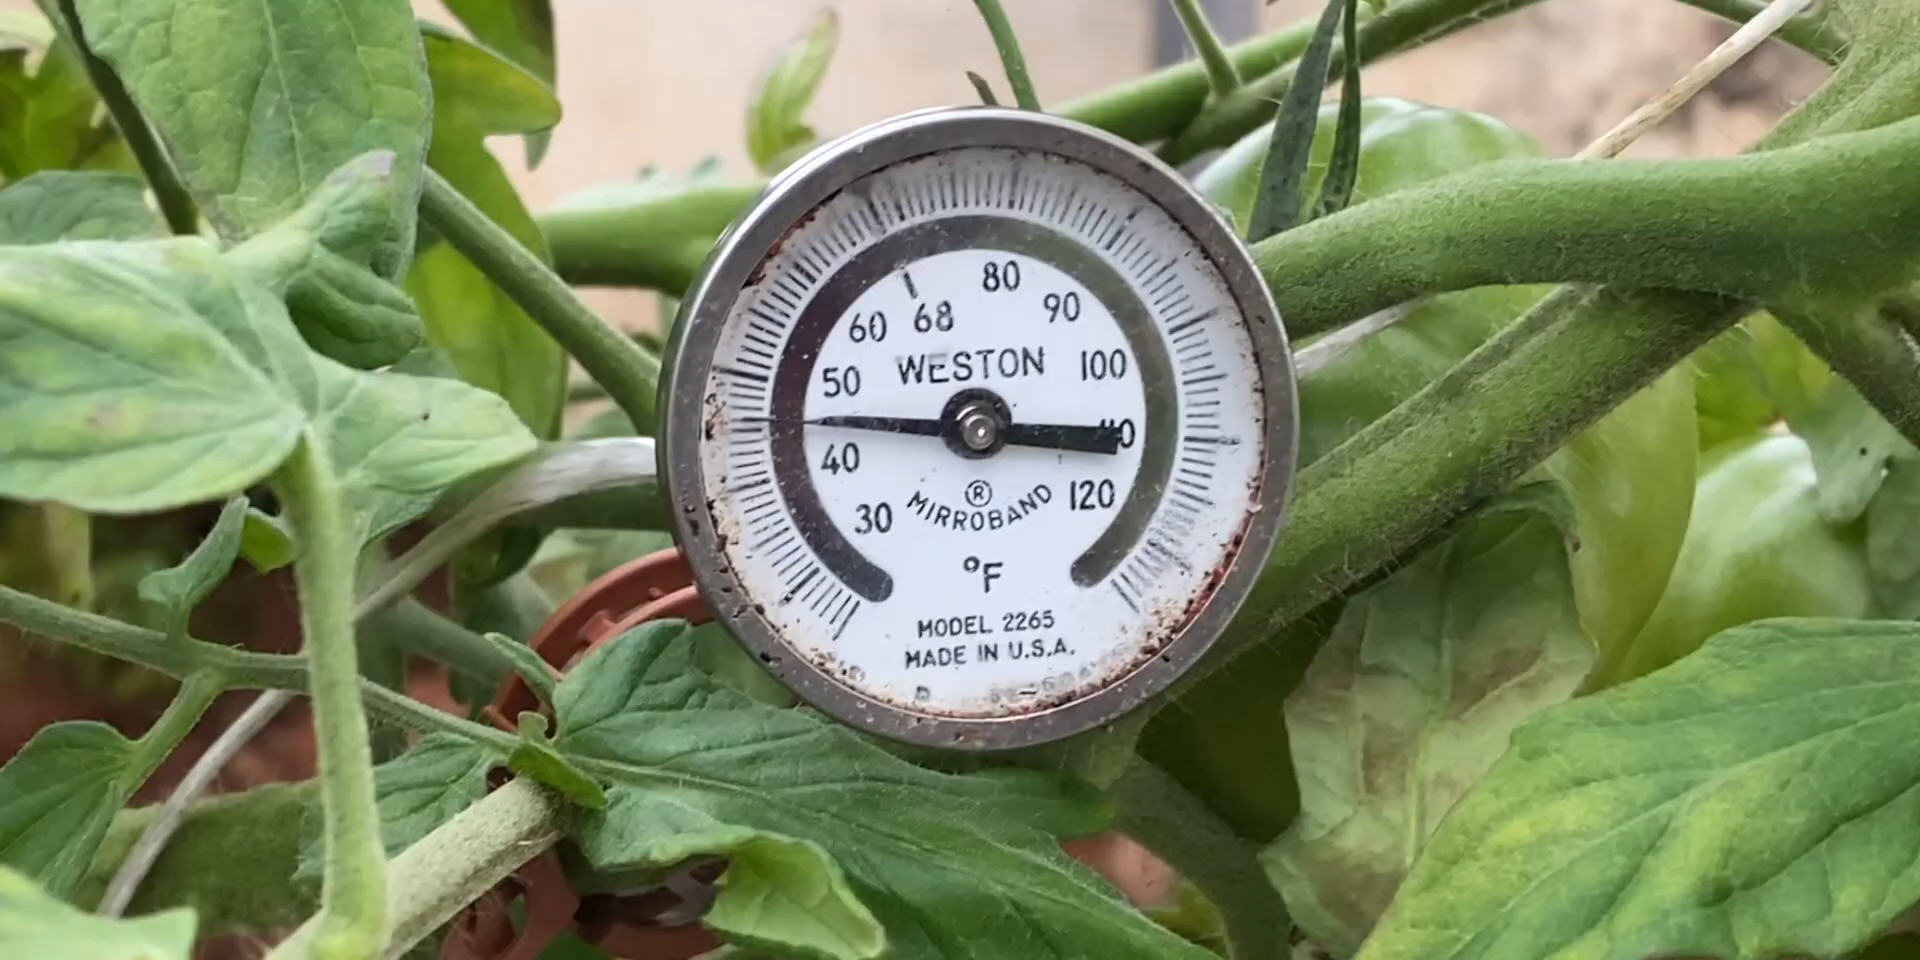 80
60 68 90
50 WESTON 100
110
40
® 120
30 MIRROBAND
°F
MODEL 2265
MADE IN U.S.A.